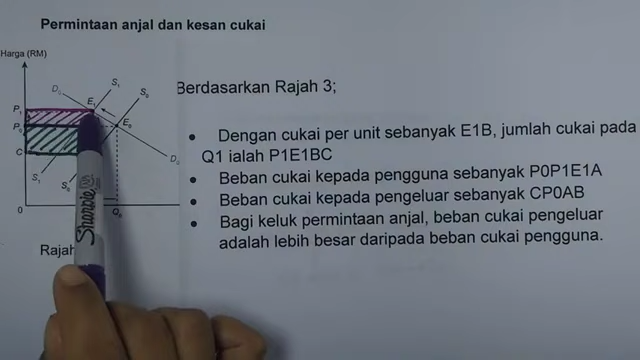 Permintaan anjal dan kesan cukai
Harga (RM)
Berdasarkan Rajah 3;
D₀ E₁ S₁ S₀
P₁
P₀ E₀
C
S₁ S₀ D₀
0 Q₀
• Dengan cukai per unit sebanyak E1B, jumlah cukai pada
Q1 ialah P1E1BC
• Beban cukai kepada pengguna sebanyak P0P1E1A
• Beban cukai kepada pengeluar sebanyak CP0AB
• Bagi keluk permintaan anjal, beban cukai pengeluar
adalah lebih besar daripada beban cukai pengguna.
Rajah
Sharpie